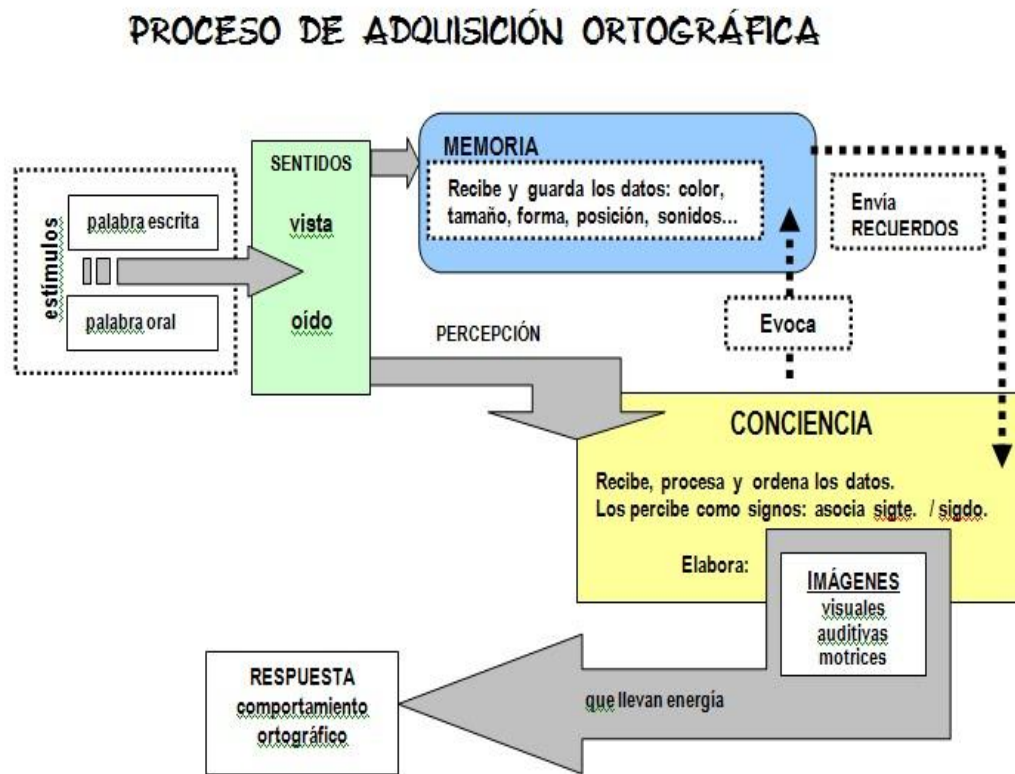 PROCESO DE ADQUISICIÓN ORTOGRÁFICA
estímulos
palabra escrita
palabra oral
SENTIDOS
vista
oído
MEMORIA
Recibe y guarda los datos: color,
tamaño, forma, posición, sonidos...
Envía
RECUERDOS
Evoca
PERCEPCIÓN
CONCIENCIA
Recibe, procesa y ordena los datos.
Los percibe como signos: asocia sigte. / sigdo.
Elabora:
IMÁGENES
visuales
auditivas
motrices
que llevan energía
RESPUESTA
comportamiento
ortográfico